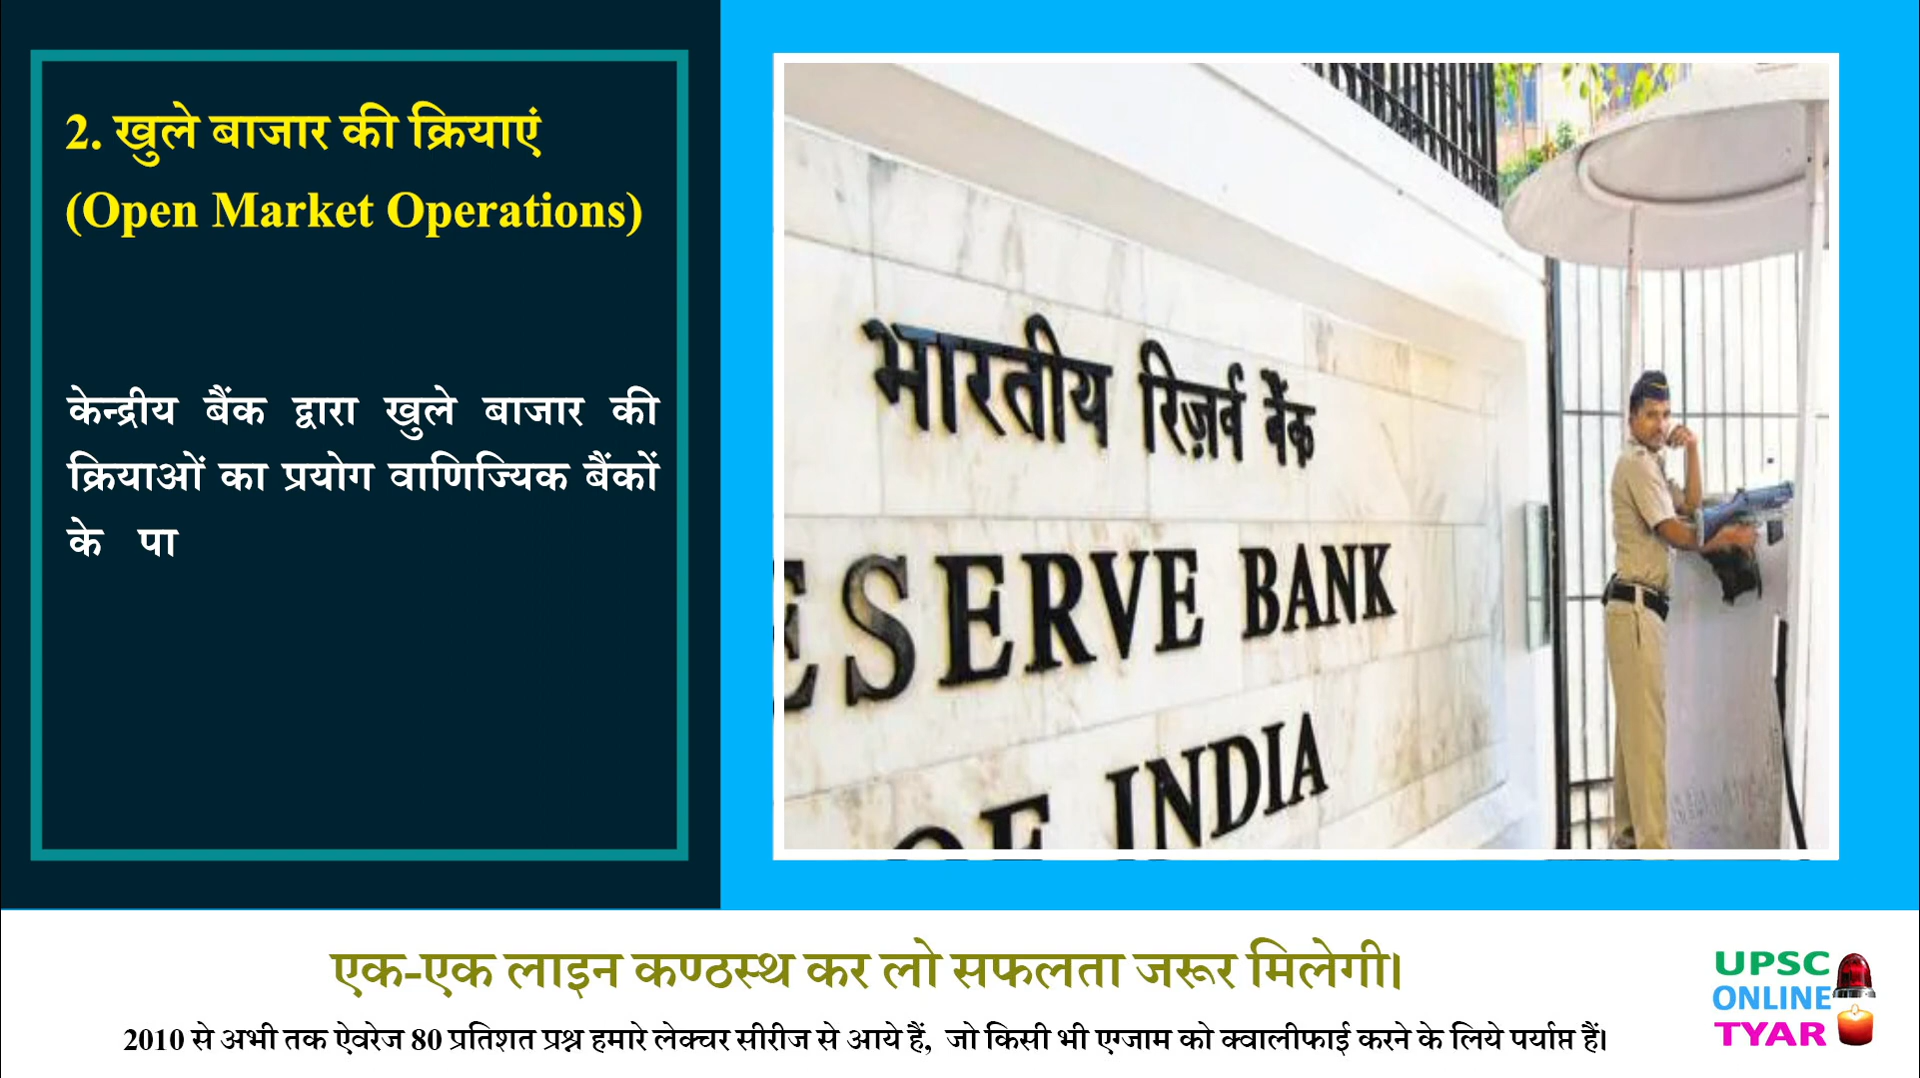 2. खुले बाजार की क्रियाएं
(Open Market Operations)
केन्द्रीय बैंक द्वारा खुले बाजार की
क्रियाओं का प्रयोग वाणिज्यिक बैंकों
के पा
भारतीय रिज़र्व बैंक
ESERVE BANK
OF INDIA
एक-एक लाइन कण्ठस्थ कर लो सफलता जरूर मिलेगी।
2010 से अभी तक ऐवरेज 80 प्रतिशत प्रश्न हमारे लेक्चर सीरीज से आये हैं, जो किसी भी एग्जाम को क्वालीफाई करने के लिये पर्याप्त हैं।
UPSC
ONLINE
TYAR